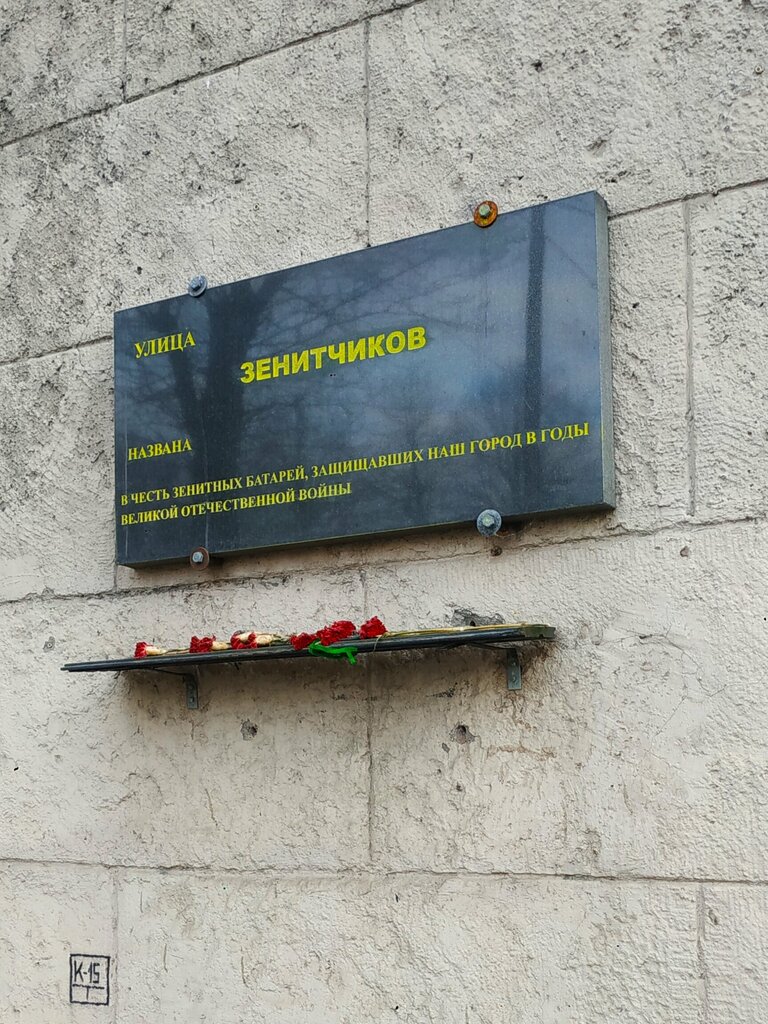 УЛИЦА
ЗЕНИТЧИКОВ
НАЗВАНА
В ЧЕСТЬ ЗЕНИТНЫХ БАТАРЕЙ, ЗАЩИЩАВШИХ НАШ ГОРОД В ГОДЫ
ВЕЛИКОЙ ОТЕЧЕСТВЕННОЙ ВОЙНЫ
К-15
Т